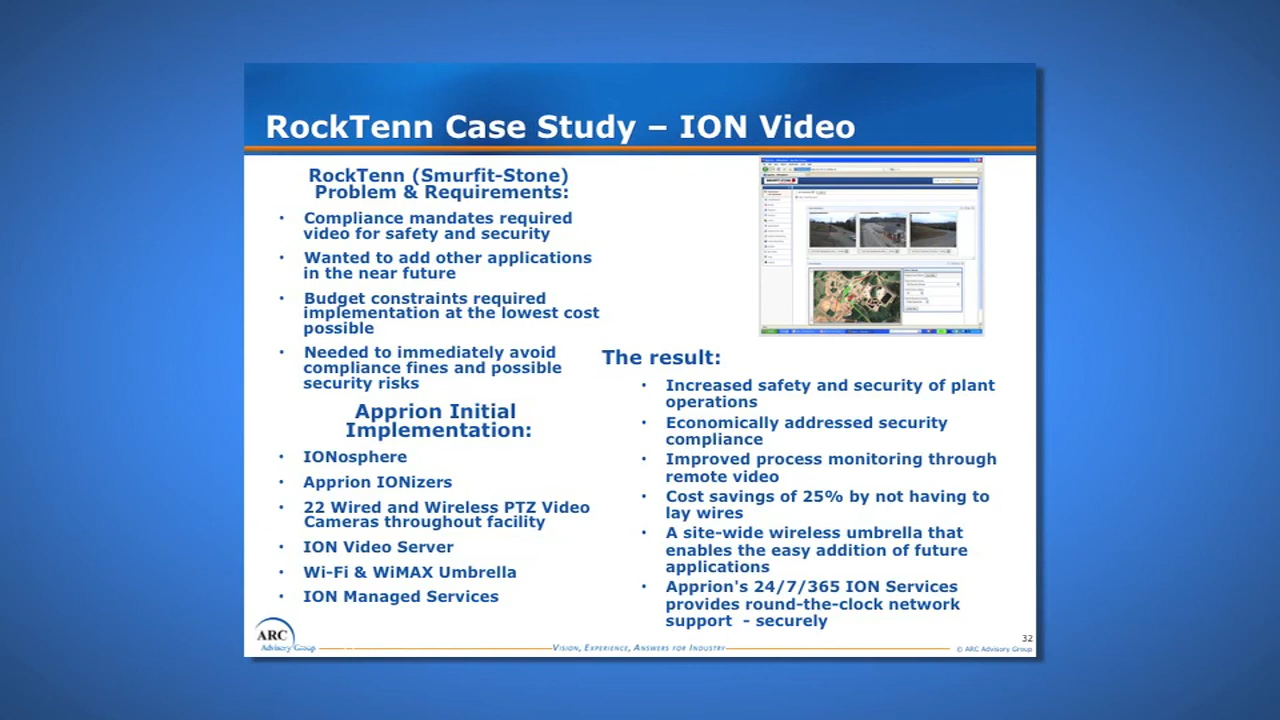 RockTenn Case Study – ION Video
RockTenn (Smurfit-Stone)
Problem & Requirements:
• Compliance mandates required
video for safety and security
• Wanted to add other applications
in the near future
• Budget constraints required
implementation at the lowest cost
possible
• Needed to immediately avoid
compliance fines and possible
security risks
Apprion Initial
Implementation:
• IONosphere
• Apprion IONizers
• 22 Wired and Wireless PTZ Video
Cameras throughout facility
• ION Video Server
• Wi-Fi & WiMAX Umbrella
• ION Managed Services
The result:
• Increased safety and security of plant
operations
• Economically addressed security
compliance
• Improved process monitoring through
remote video
• Cost savings of 25% by not having to
lay wires
• A site-wide wireless umbrella that
enables the easy addition of future
applications
• Apprion's 24/7/365 ION Services
provides round-the-clock network
support - securely
ARC
Advisory Group
VISION, EXPERIENCE, ANSWERS FOR INDUSTRY
32
© ARC Advisory Group